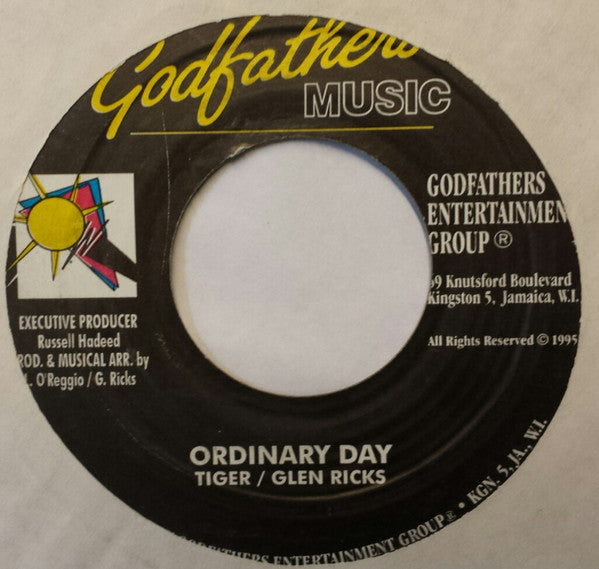 Godfathers
MUSIC
GODFATHERS
ENTERTAINMEN
GROUP ®
9 Knutsford Boulevard
Kingston 5, Jamaica, W.I.
All Rights Reserved © 1995
EXECUTIVE PRODUCER
Russell Hadeed
ROD. & MUSICAL ARR. by
. O'Reggio / G. Ricks
ORDINARY DAY
TIGER / GLEN RICKS
ODFATHERS ENTERTAINMENT GROUP® • KGN. 5, JA., W.I.